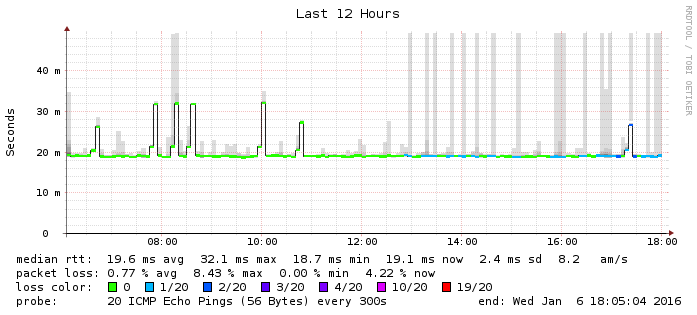 Last 12 Hours
RRDTOOL / TOBI OETIKER
Seconds
40 m
30 m
20 m
10 m
0
08:00 10:00 12:00 14:00 16:00 18:00
median rtt: 19.6 ms avg 32.1 ms max 18.7 ms min 19.1 ms now 2.4 ms sd 8.2 am/s
packet loss: 0.77 % avg 8.43 % max 0.00 % min 4.22 % now
loss color: 0 1/20 2/20 3/20 4/20 10/20 19/20
probe: 20 ICMP Echo Pings (56 Bytes) every 300s end: Wed Jan 6 18:05:04 2016